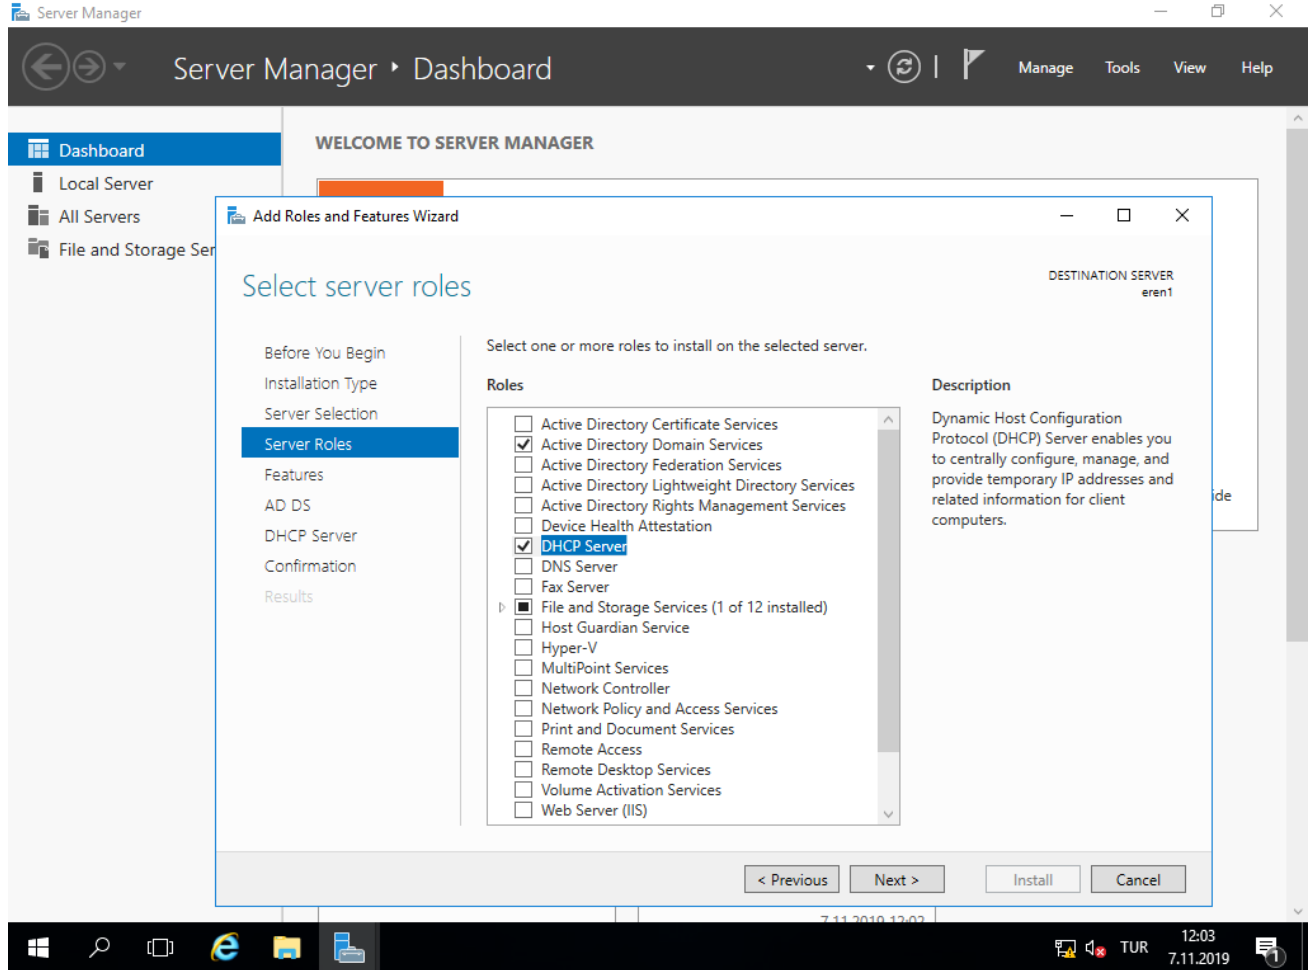 Server Manager
Server Manager • Dashboard
Manage
Tools
View
Help
Dashboard
Local Server
All Servers
File and Storage Ser
WELCOME TO SERVER MANAGER
Add Roles and Features Wizard
Select server roles
DESTINATION SERVER
eren1
Before You Begin
Installation Type
Server Selection
Server Roles
Features
AD DS
DHCP Server
Confirmation
Results
Select one or more roles to install on the selected server.
Roles
Active Directory Certificate Services
Active Directory Domain Services
Active Directory Federation Services
Active Directory Lightweight Directory Services
Active Directory Rights Management Services
Device Health Attestation
DHCP Server
DNS Server
Fax Server
File and Storage Services (1 of 12 installed)
Host Guardian Service
Hyper-V
MultiPoint Services
Network Controller
Network Policy and Access Services
Print and Document Services
Remote Access
Remote Desktop Services
Volume Activation Services
Web Server (IIS)
Description
Dynamic Host Configuration
Protocol (DHCP) Server enables you
to centrally configure, manage, and
provide temporary IP addresses and
related information for client
computers.
ide
< Previous
Next >
Install
Cancel
7.11.2019 12:02
TUR
12:03
7.11.2019
1